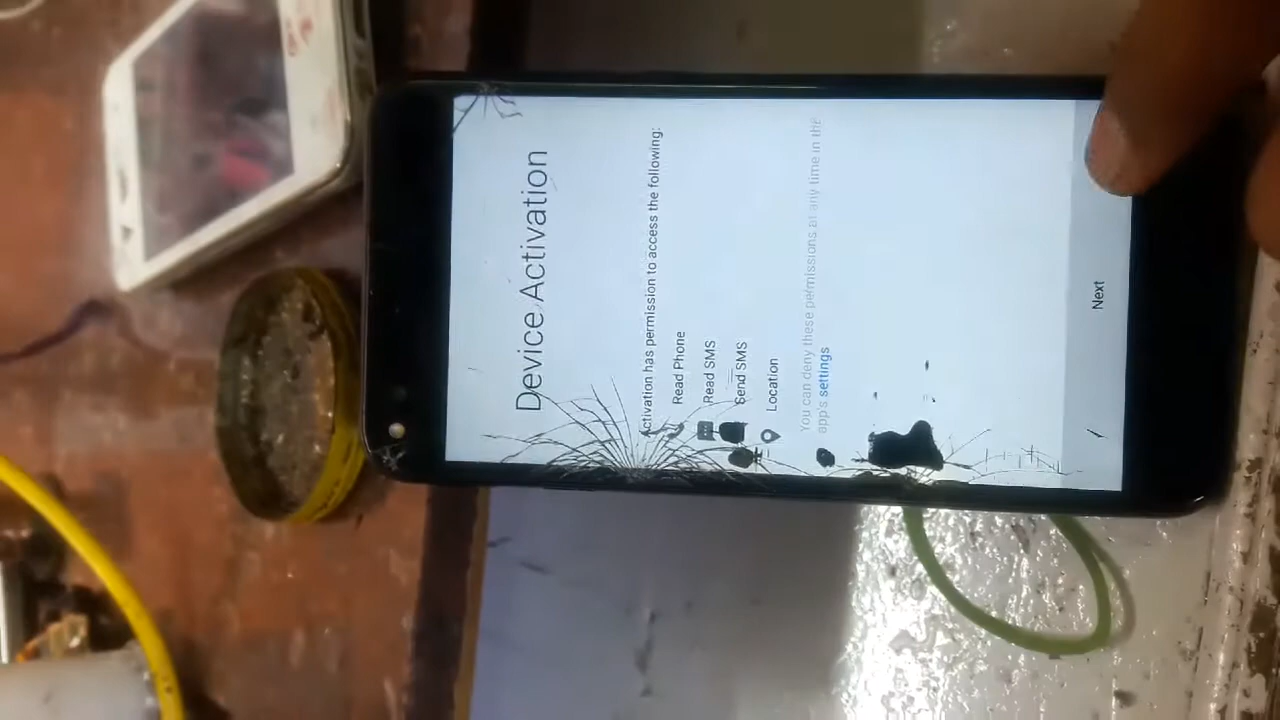 Device Activation
Activation has permission to access the following:
Read Phone
Read SMS
Send SMS
Location
You can deny these permissions at any time in the
app's settings
Next